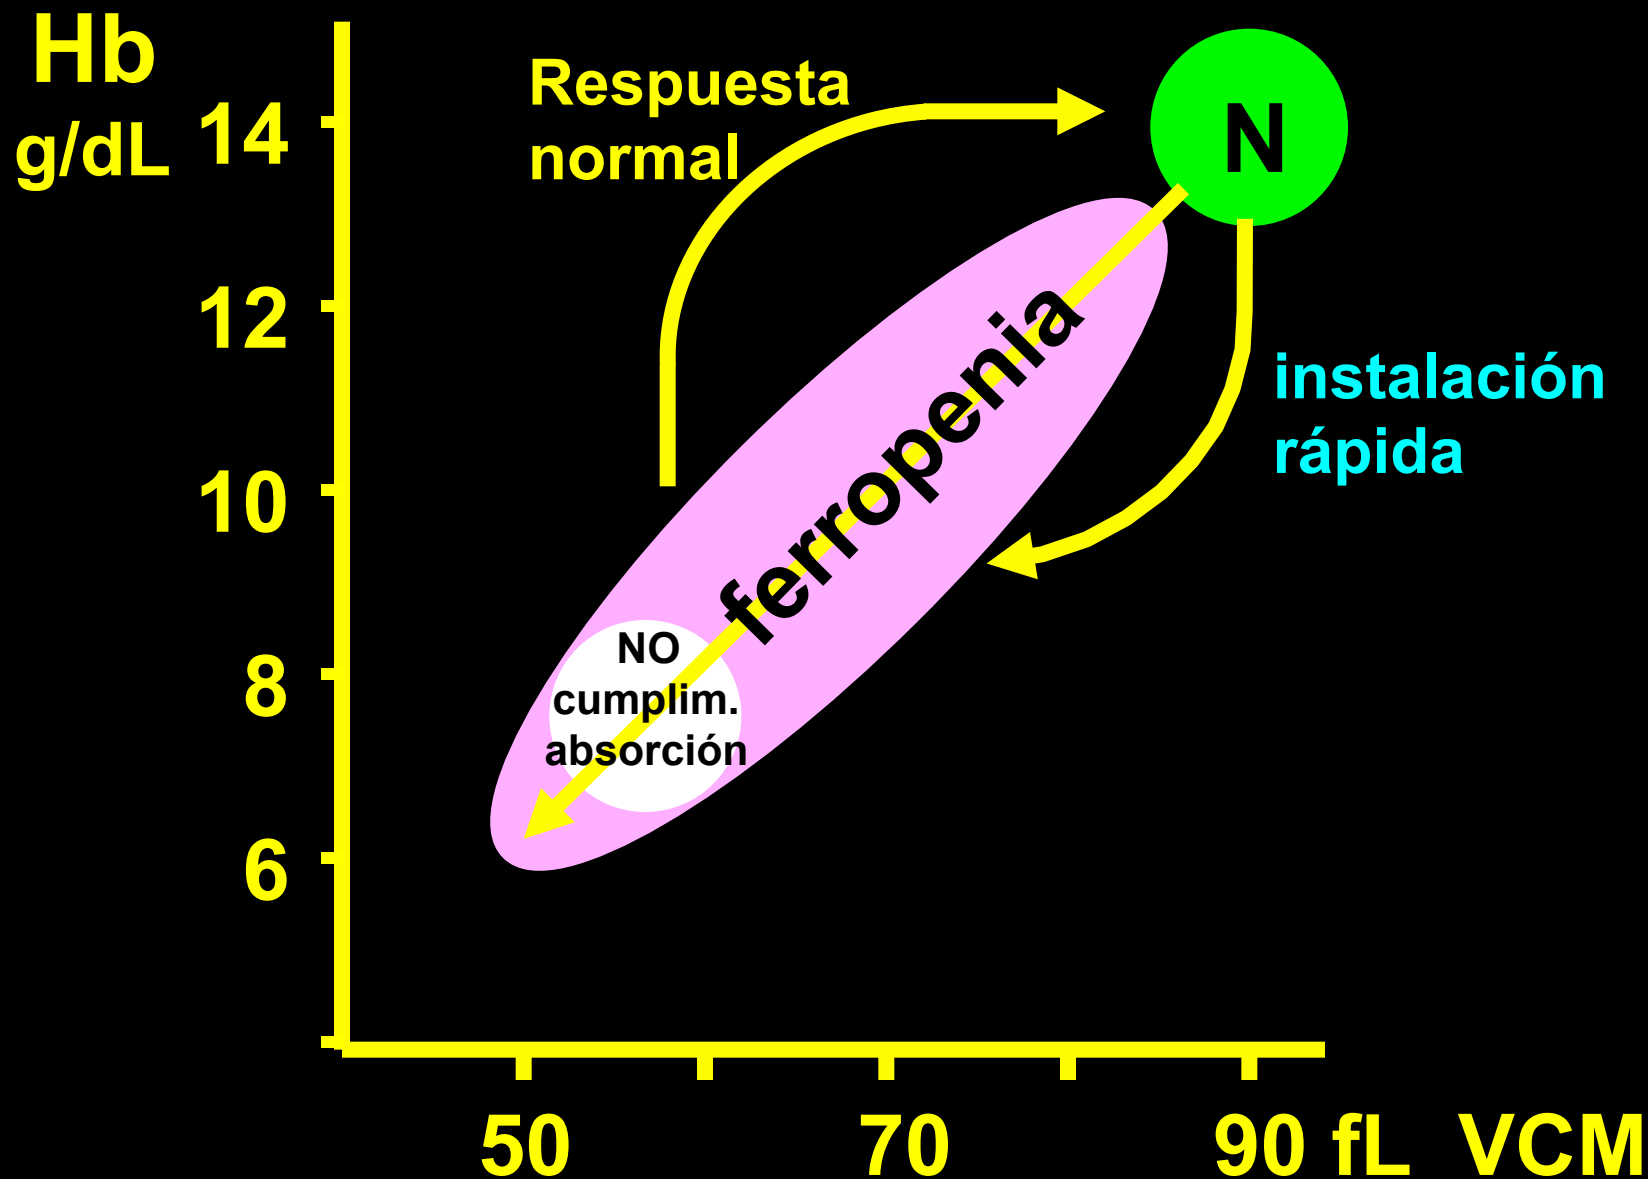 Hb
g/dL
14
12
10
8
6
Respuesta
normal
N
instalación
rápida
ferropenia
NO
cumplim.
absorción
50 70 90 fL VCM